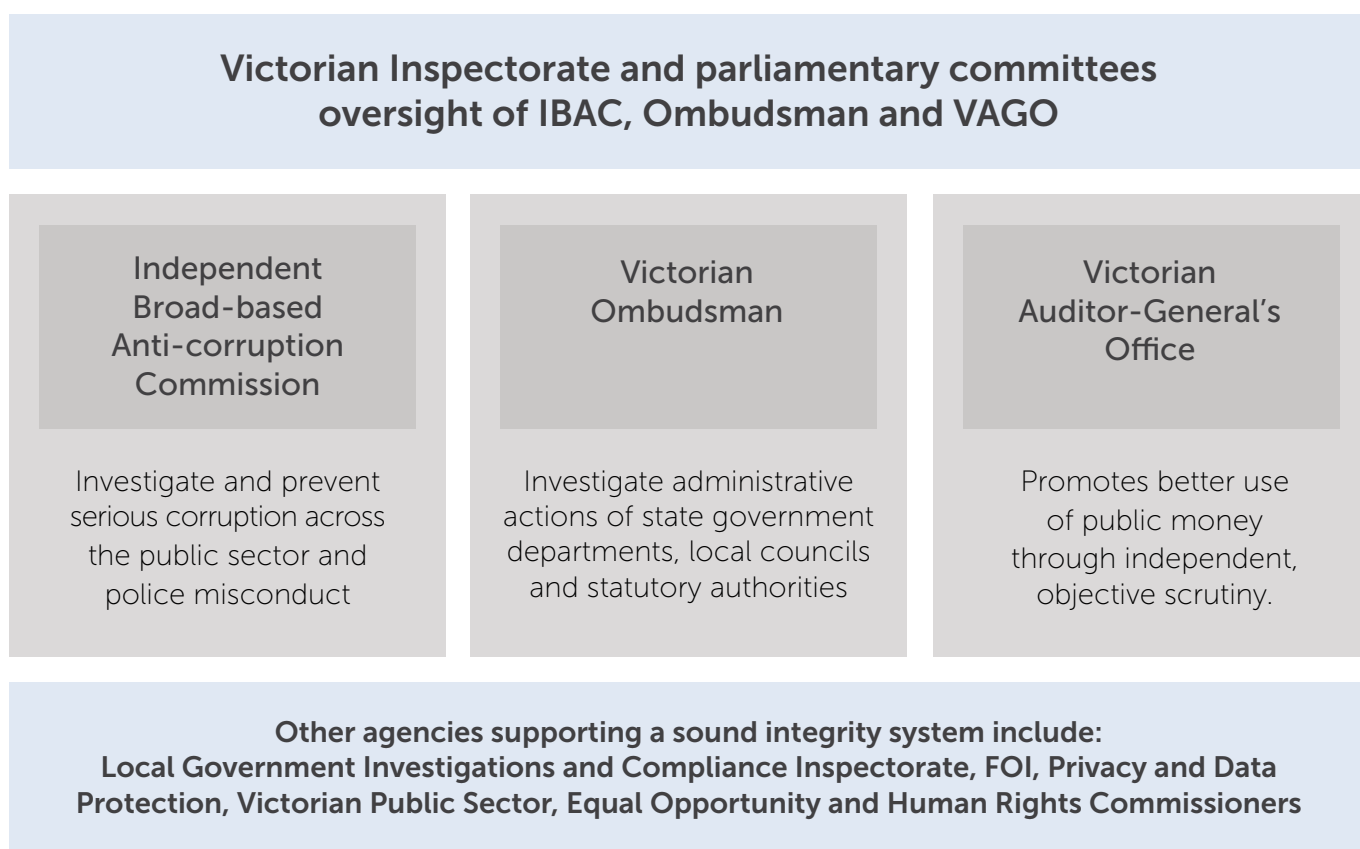 Victorian Inspectorate and parliamentary committees
oversight of IBAC, Ombudsman and VAGO
Independent
Broad-based
Anti-corruption
Commission
Investigate and prevent
serious corruption across
the public sector and
police misconduct
Victorian
Ombudsman
Investigate administrative
actions of state government
departments, local councils
and statutory authorities
Victorian
Auditor-General’s
Office
Promotes better use
of public money
through independent,
objective scrutiny.
Other agencies supporting a sound integrity system include:
Local Government Investigations and Compliance Inspectorate, FOI, Privacy and Data
Protection, Victorian Public Sector, Equal Opportunity and Human Rights Commissioners